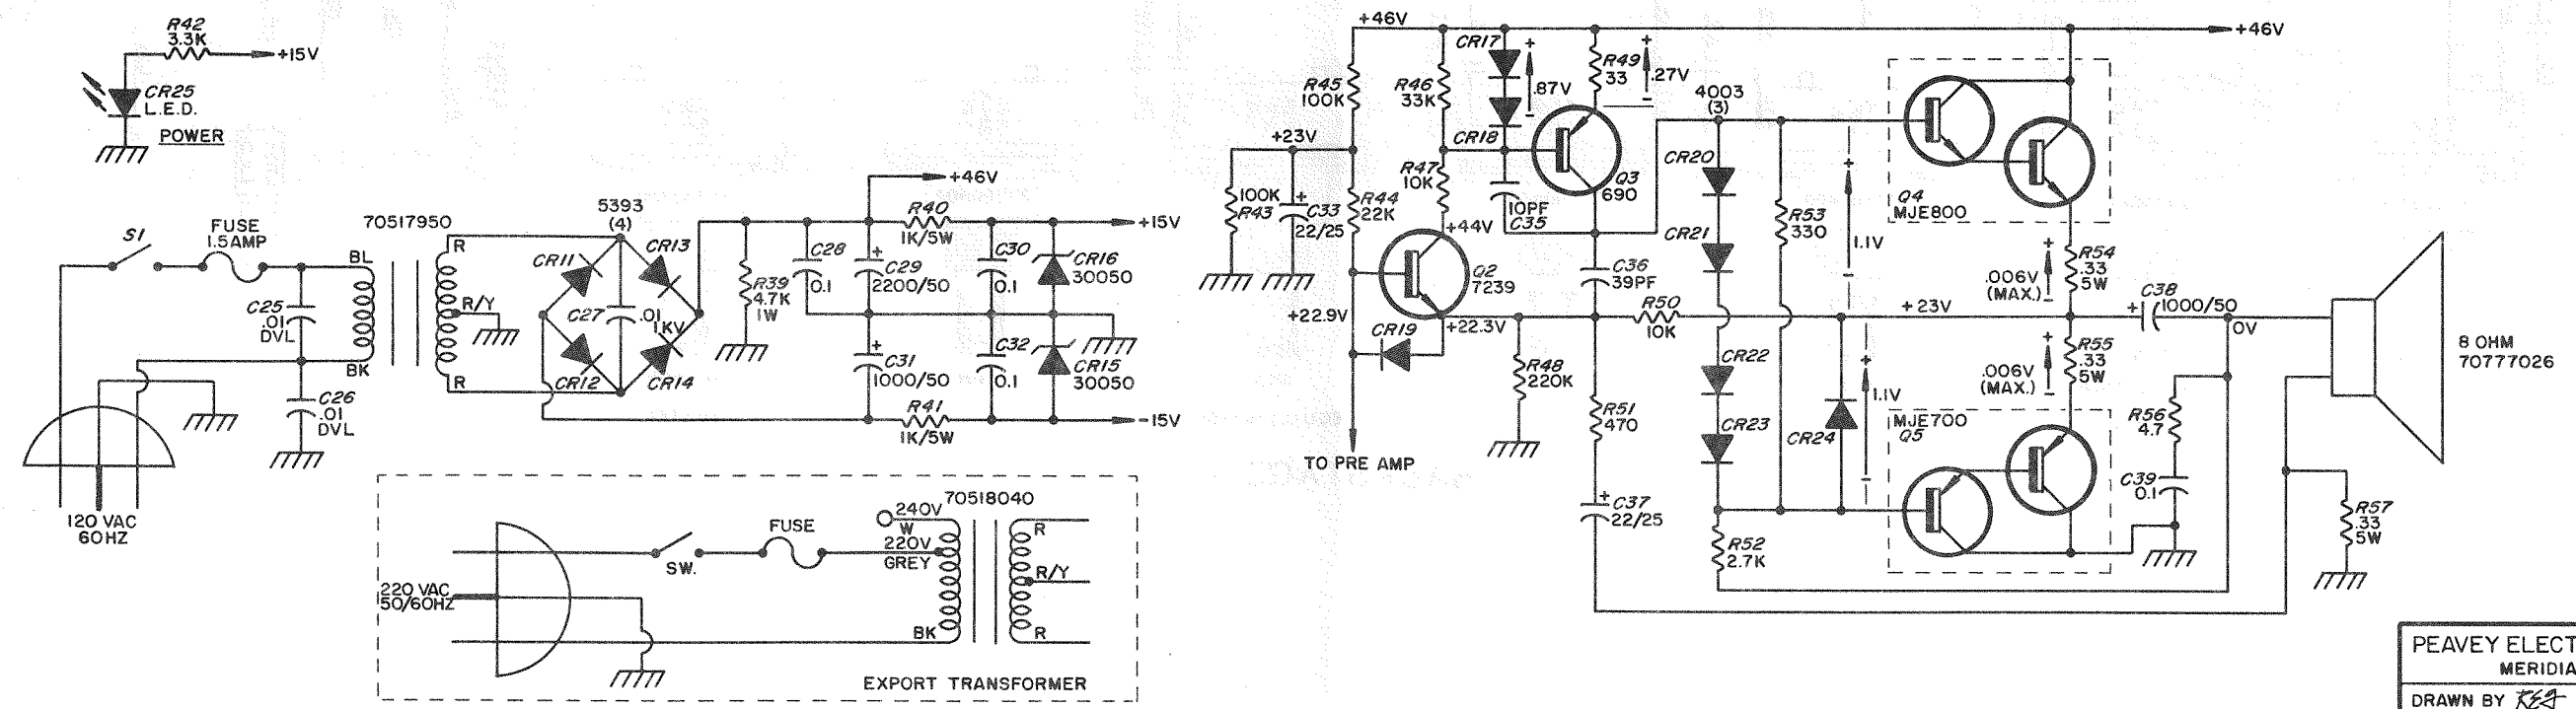 R42
3.3K
+15V
CR25
L.E.D.
POWER
S1
FUSE
1.5AMP
70517950
BL
R
C25
.01
DVL
R/Y
BK
R
C26
.01
DVL
120 VAC
60HZ
5393
(4)
CR11
CR13
C27
.01
1KV
CR12
CR14
+46V
R40
1K/5W
+15V
R39
4.7K
1W
C28
0.1
C29
2200/50
C30
0.1
CR16
30050
C31
1000/50
C32
0.1
CR15
30050
R41
1K/5W
-15V
220 VAC
50/60HZ
SW.
FUSE
240V
W
220V
GREY
70518040
R
R/Y
BK
R
EXPORT TRANSFORMER
+46V
+46V
R45
100K
R46
33K
CR17
.87V
CR18
R49
33
.27V
+23V
100K
R43
C33
22/25
R44
22K
R47
10K
10PF
C35
Q3
690
+44V
Q2
7239
C36
39PF
+22.9V
CR19
+22.3V
R50
10K
+23V
R48
220K
R51
470
C37
22/25
TO PRE AMP
4003
(3)
CR20
CR21
R53
330
1.1V
CR22
CR23
CR24
1.1V
R52
2.7K
Q4
MJE800
.006V
(MAX.)
R54
.33
5W
C38
1000/50
0V
.006V
(MAX.)
R55
.33
5W
MJE700
Q5
R56
4.7
C39
0.1
8 OHM
70777026
R57
.33
5W
PEAVEY ELECT
MERIDIA
DRAWN BY